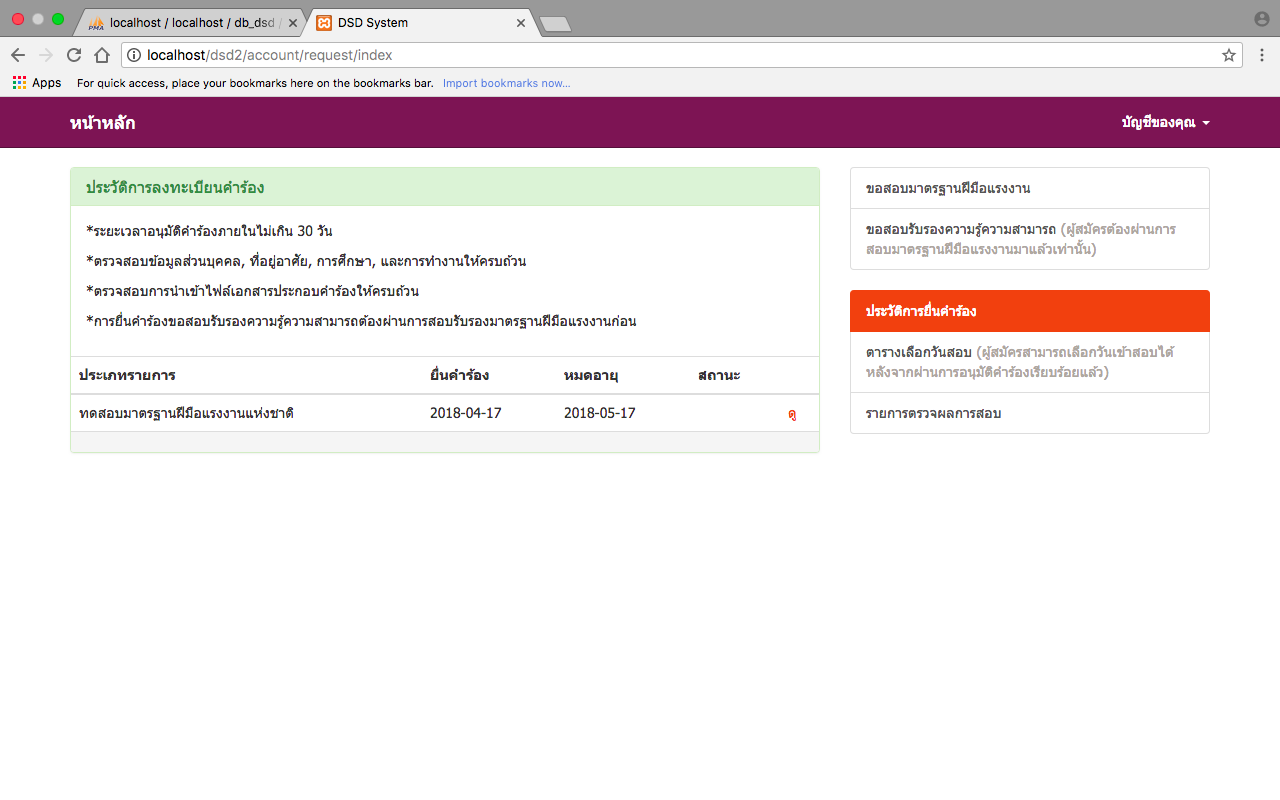 localhost / localhost / db_dsd /
DSD System
localhost/dsd2/account/request/index
Apps For quick access, place your bookmarks here on the bookmarks bar. Import bookmarks now...
หน้าหลัก
บัญชีของคุณ
ประวัติการลงทะเบียนคำร้อง
*ระยะเวลาอนุมัติคำร้องภายในไม่เกิน 30 วัน
*ตรวจสอบข้อมูลส่วนบุคคล, ที่อยู่อาศัย, การศึกษา, และการทำงานให้ครบถ้วน
*ตรวจสอบการนำเข้าไฟล์เอกสารประกอบคำร้องให้ครบถ้วน
*การยื่นคำร้องขอสอบรับรองความรู้ความสามารถต้องผ่านการสอบรับรองมาตรฐานฝีมือแรงงานก่อน
ประเภทรายการ ยื่นคำร้อง หมดอายุ สถานะ
ทดสอบมาตรฐานฝีมือแรงงานแห่งชาติ 2018-04-17 2018-05-17 ดู
ขอสอบมาตรฐานฝีมือแรงงาน
ขอสอบรับรองความรู้ความสามารถ (ผู้สมัครต้องผ่านการ
สอบมาตรฐานฝีมือแรงงานมาแล้วเท่านั้น)
ประวัติการยื่นคำร้อง
ตารางเลือกวันสอบ (ผู้สมัครสามารถเลือกวันเข้าสอบได้
หลังจากผ่านการอนุมัติคำร้องเรียบร้อยแล้ว)
รายการตรวจผลการสอบ